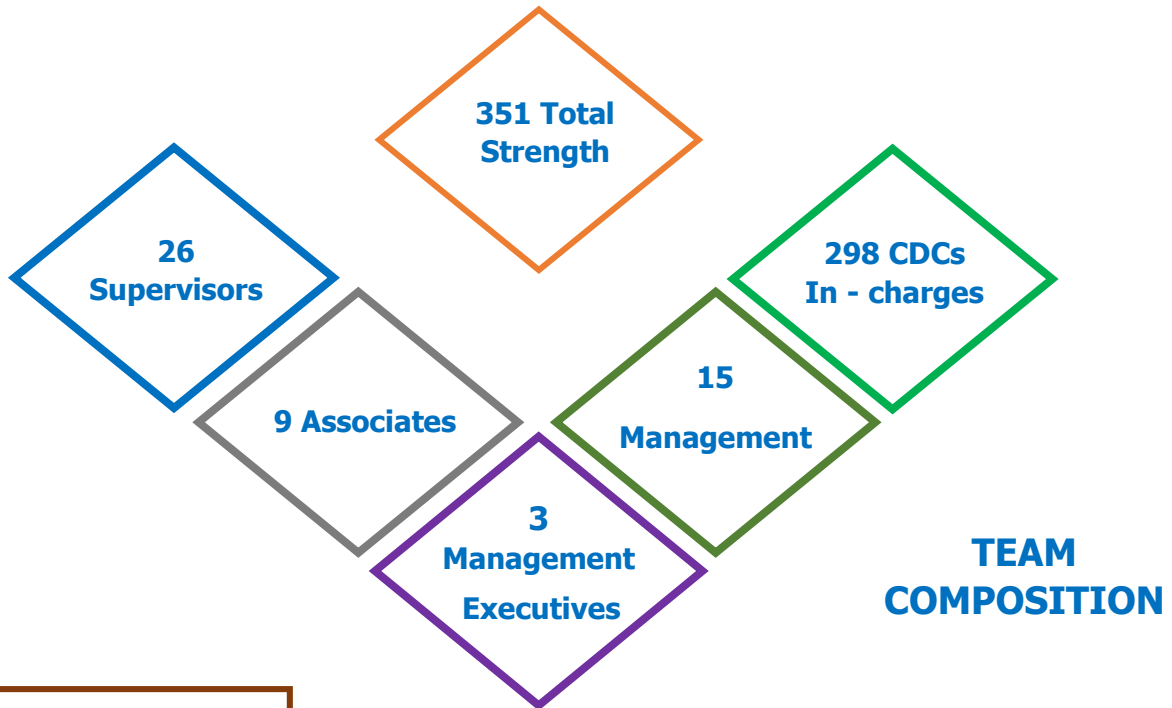 351 Total
Strength
26
Supervisors
298 CDCs
In - charges
9 Associates
15
Management
3
Management
Executives
TEAM
COMPOSITION